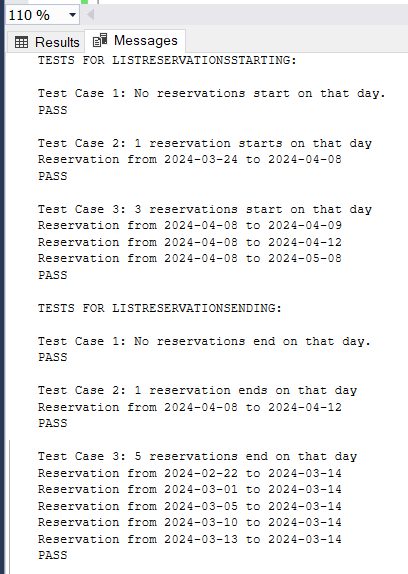 110 %
Results Messages
TESTS FOR LISTRESERVATIONSSTARTING:
Test Case 1: No reservations start on that day.
PASS
Test Case 2: 1 reservation starts on that day
Reservation from 2024-03-24 to 2024-04-08
PASS
Test Case 3: 3 reservations start on that day
Reservation from 2024-04-08 to 2024-04-09
Reservation from 2024-04-08 to 2024-04-12
Reservation from 2024-04-08 to 2024-05-08
PASS
TESTS FOR LISTRESERVATIONSENDING:
Test Case 1: No reservations end on that day.
PASS
Test Case 2: 1 reservation ends on that day
Reservation from 2024-04-08 to 2024-04-12
PASS
Test Case 3: 5 reservations end on that day
Reservation from 2024-02-22 to 2024-03-14
Reservation from 2024-03-01 to 2024-03-14
Reservation from 2024-03-05 to 2024-03-14
Reservation from 2024-03-10 to 2024-03-14
Reservation from 2024-03-13 to 2024-03-14
PASS